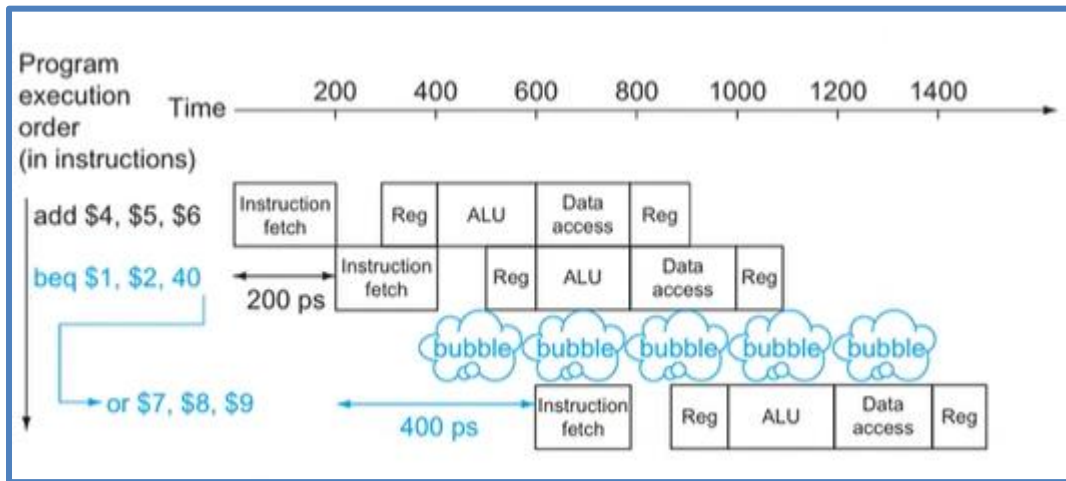 Program
execution
order
(in instructions)
Time
200 400 600 800 1000 1200 1400
add $4, $5, $6
Instruction
fetch
Reg
ALU
Data
access
Reg
beq $1, $2, 40
200 ps
Instruction
fetch
Reg
ALU
Data
access
Reg
bubble bubble bubble bubble bubble
or $7, $8, $9
400 ps
Instruction
fetch
Reg
ALU
Data
access
Reg